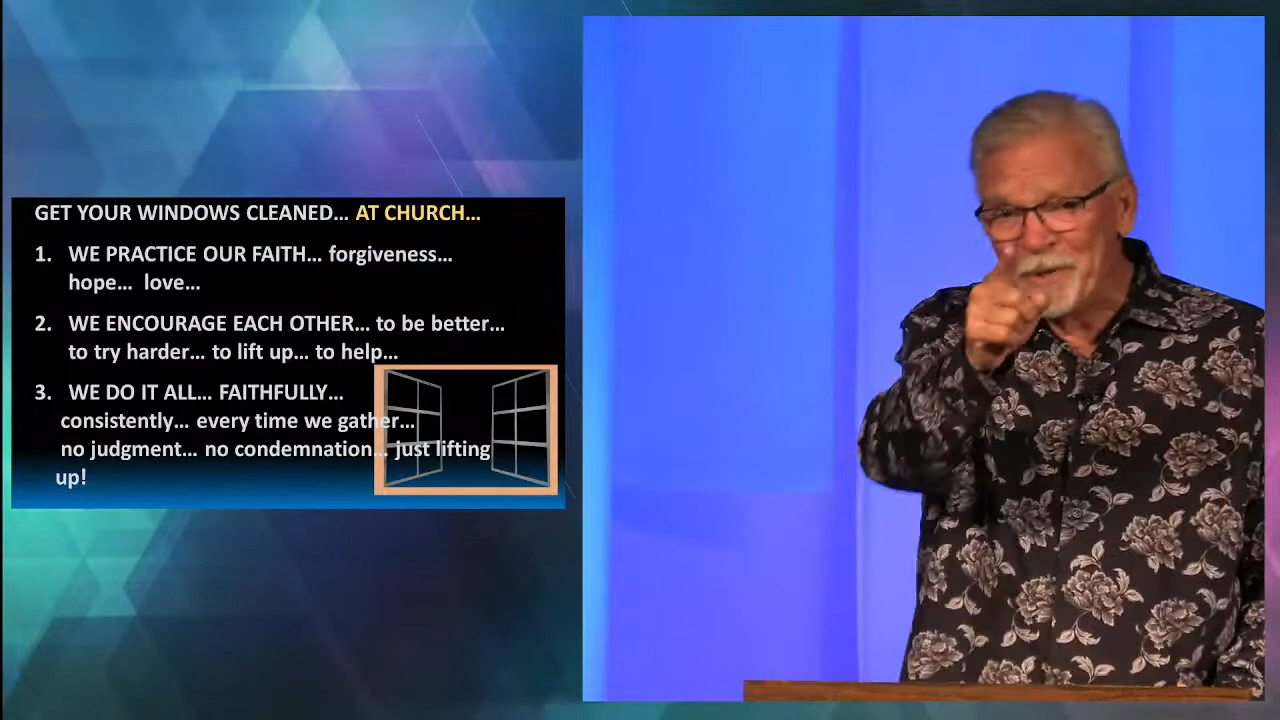 GET YOUR WINDOWS CLEANED... AT CHURCH...
1. WE PRACTICE OUR FAITH... forgiveness...
hope... love...
2. WE ENCOURAGE EACH OTHER... to be better...
to try harder... to lift up... to help...
3. WE DO IT ALL... FAITHFULLY...
consistently... every time we gather...
no judgment... no condemnation... just lifting
up!